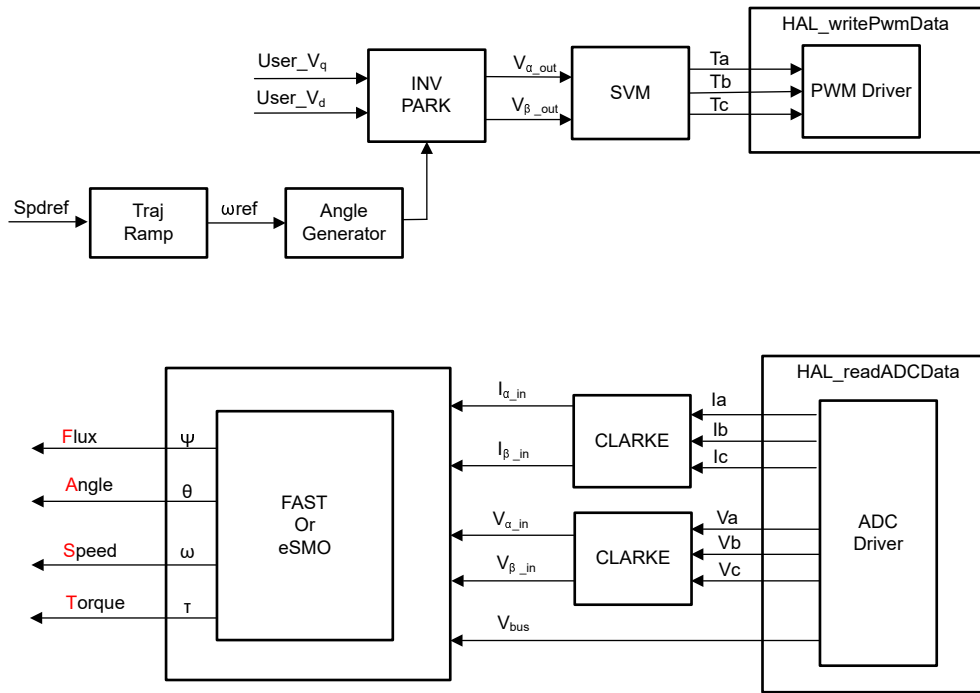 HAL_writePwmData
User_Vq
User_Vd
INV
PARK
Vα_out
Vβ_out
SVM
Ta
Tb
Tc
PWM Driver
Spdref
Traj
Ramp
ωref
Angle
Generator
HAL_readADCData
Iα_in
Iβ_in
CLARKE
Ia
Ib
Ic
Flux
Ψ
Angle
θ
Speed
ω
Torque
τ
FAST
Or
eSMO
Vα_in
Vβ_in
CLARKE
Va
Vb
Vc
ADC
Driver
Vbus